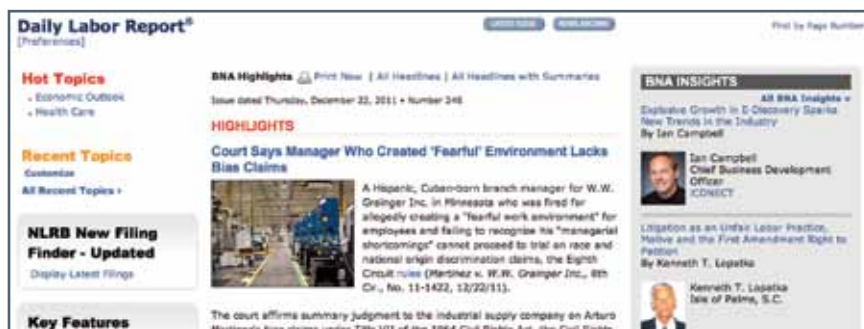 Daily Labor Report®
[Preferences]
LATEST ISSUE
NEWS ARCHIVE
Find by Page Number
Hot Topics
Economic Outlook
Health Care
Recent Topics
Customize
All Recent Topics ›
NLRB New Filing
Finder - Updated
Display Latest Filings
Key Features
BNA Highlights Print Now | All Headlines | All Headlines with Summaries
Issue dated Thursday, December 22, 2011 • Number 246
HIGHLIGHTS
Court Says Manager Who Created 'Fearful' Environment Lacks
Bias Claims
A Hispanic, Cuban-born branch manager for W.W.
Grainger Inc. in Minnesota who was fired for
allegedly creating a "fearful work environment" for
employees and failing to recognize his "managerial
shortcomings" cannot proceed to trial on race and
national origin discrimination claims, the Eighth
Circuit rules (Martinez v. W.W. Grainger Inc., 8th
Cir., No. 11-1422, 12/22/11).
The court affirms summary judgment to the industrial supply company on Arturo
BNA INSIGHTS
All BNA Insights »
Explosive Growth in E-Discovery Sparks
New Trends in the Industry
By Ian Campbell
Ian Campbell
Chief Business Development
Officer
iCONECT
Litigation as an Unfair Labor Practice,
Motive and the First Amendment Right to
Petition
By Kenneth T. Lopatka
Kenneth T. Lopatka
Isle of Palms, S.C.